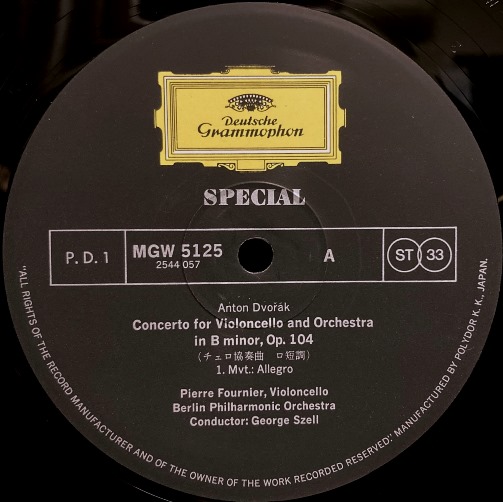 Deutsche
Grammophon
SPECIAL
P.D.1
MGW 5125
2544 057
A
ST 33
Anton Dvořák
Concerto for Violoncello and Orchestra
in B minor, Op. 104
(チェロ協奏曲 ロ短調)
1. Mvt.: Allegro
Pierre Fournier, Violoncello
Berlin Philharmonic Orchestra
Conductor: George Szell
"ALL RIGHTS OF THE RECORD MANUFACTURER AND OF THE OWNER OF THE WORK RECORDED RESERVED" MANUFACTURED BY POLYDOR K. K., JAPAN.